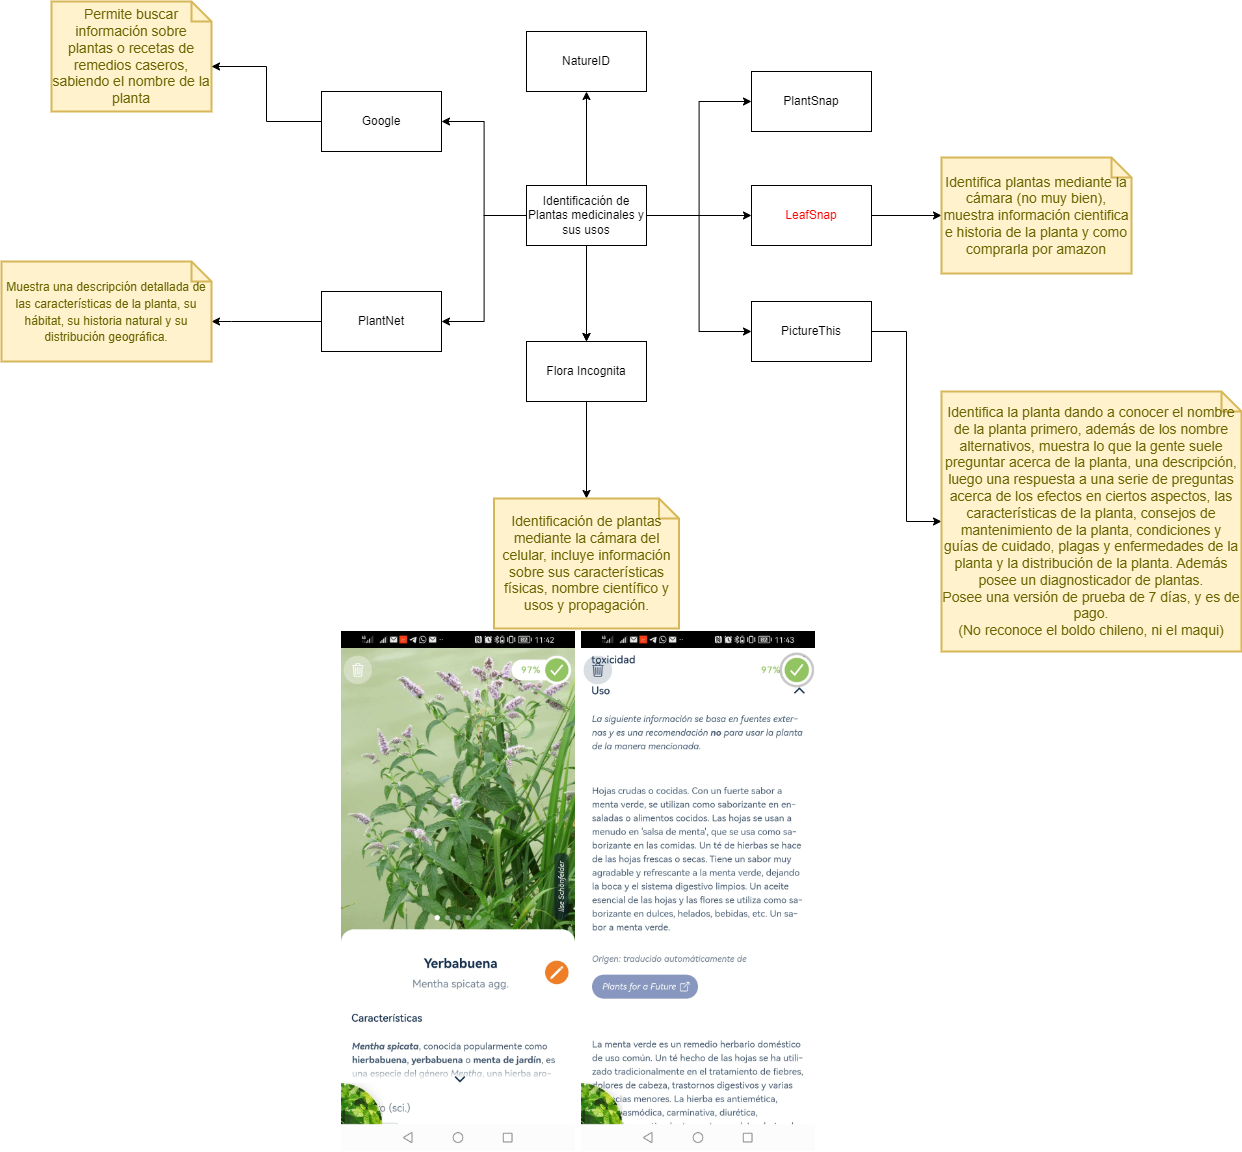 Permite buscar
información sobre
plantas o recetas de
remedios caseros,
sabiendo el nombre de la
planta
NatureID
Google
PlantSnap
Identificación de
Plantas medicinales y
sus usos
LeafSnap
Identifica plantas mediante la
cámara (no muy bien),
muestra información cientifica
e historia de la planta y como
comprarla por amazon
Muestra una descripción detallada de
las características de la planta, su
hábitat, su historia natural y su
distribución geográfica.
PlantNet
PictureThis
Flora Incognita
Identifica la planta dando a conocer el nombre
de la planta primero, además de los nombre
alternativos, muestra lo que la gente suele
preguntar acerca de la planta, una descripción,
luego una respuesta a una serie de preguntas
acerca de los efectos en ciertos aspectos, las
características de la planta, consejos de
mantenimiento de la planta, condiciones y
guías de cuidado, plagas y enfermedades de la
planta y la distribución de la planta. Además
posee un diagnosticador de plantas.
Posee una versión de prueba de 7 días, y es de
pago.
(No reconoce el boldo chileno, ni el maqui)
Identificación de plantas
mediante la cámara del
celular, incluye información
sobre sus características
físicas, nombre científico y
usos y propagación.
11:42
97%
Ilse Schönfelder
Yerbabuena
Mentha spicata agg.
Características
Mentha spicata, conocida popularmente como
hierbabuena, yerbabuena o menta de jardín, es
una especie del género Mentha, una hierba aro-
(sci.)
11:43
toxicidad
97%
Uso
La siguiente información se basa en fuentes exter-
nas y es una recomendación no para usar la planta
de la manera mencionada.
Hojas crudas o cocidas. Con un fuerte sabor a
menta verde, se utilizan como saborizante en en-
saladas o alimentos cocidos. Las hojas se usan a
menudo en 'salsa de menta', que se usa como sa-
borizante en las comidas. Un té de hierbas se hace
de las hojas frescas o secas. Tiene un sabor muy
agradable y refrescante a la menta verde, dejando
la boca y el sistema digestivo limpios. Un aceite
esencial de las hojas y las flores se utiliza como sa-
borizante en dulces, helados, bebidas, etc. Un sa-
bor a menta verde.
Origen: traducido automáticamente de
Plants for a Future
La menta verde es un remedio herbario doméstico
de uso común. Un té hecho de las hojas se ha utili-
zado tradicionalmente en el tratamiento de fiebres,
dolores de cabeza, trastornos digestivos y varias
menores. La hierba es antiemética,
carminativa, diurética,